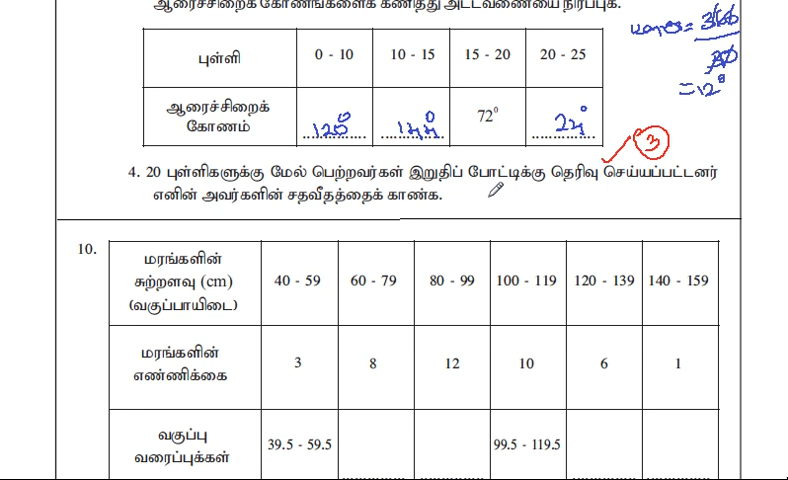 ஆரைச்சிறைக் கோணங்களைக் கணித்து அட்டவணையை நிரப்புக.
= 360
புள்ளி 0 - 10 10 - 15 15 - 20 20 - 25
= 12°
ஆரைச்சிறைக் கோணம் 120° 144° 72° 24°
3
4. 20 புள்ளிகளுக்கு மேல் பெற்றவர்கள் இறுதிப் போட்டிக்கு தெரிவு செய்யப்பட்டனர்
எனின் அவர்களின் சதவீதத்தைக் காண்க.
10.
மரங்களின்
சுற்றளவு (cm) 40 - 59 60 - 79 80 - 99 100 - 119 120 - 139 140 - 159
(வகுப்பாயிடை)
மரங்களின்
எண்ணிக்கை 3 8 12 10 6 1
வகுப்பு
வரைப்புக்கள் 39.5 - 59.5 99.5 - 119.5